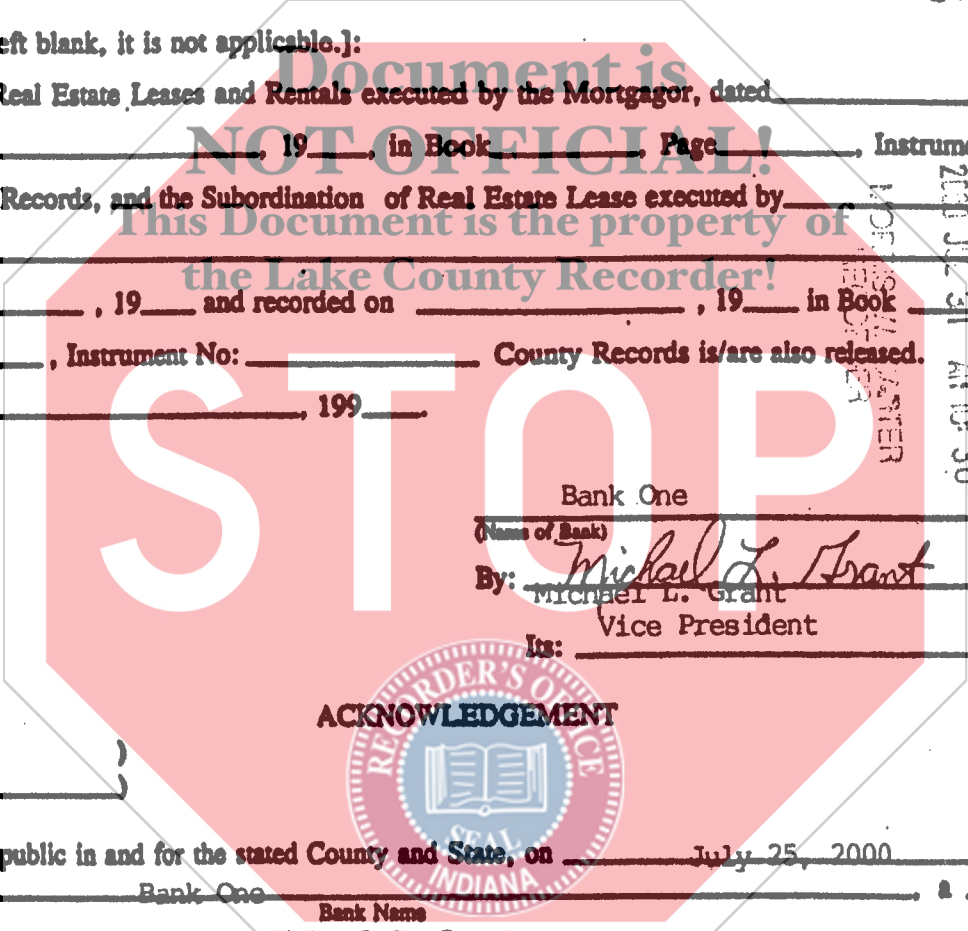 eft blank, it is not applicable.]:
Document is
Real Estate Leases and Rentals executed by the Mortgagor, dated
NOT OFFICIAL!
, 19 , in Book , Page , Instrume
Records, and the Subordination of Real Estate Lease executed by
This Document is the property of
the Lake County Recorder!
, 19 and recorded on , 19 in Book
, Instrument No: County Records is/are also released.
, 199 .
STOP
Bank One
(Name of Bank)
By: Michael L. Grant
Michael L. Grant
Vice President
Its:
RECORDER'S OFFICE
ACKNOWLEDGEMENT
)
)
SEAL
public in and for the stated County and State, on July 25, 2000
INDIANA
Bank One , a
Bank Name